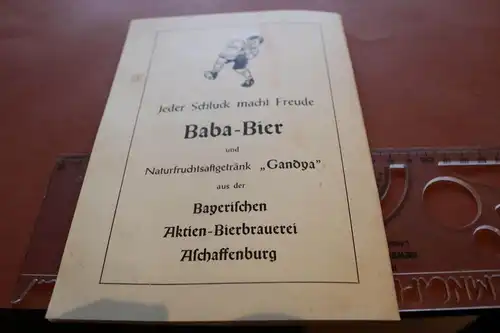 Jeder Schluck macht Freude
Baba-Bier
und
Naturfruchtsaftgetränk „Gandya"
aus der
Bayerischen
Aktien-Bierbrauerei
Aschaffenburg